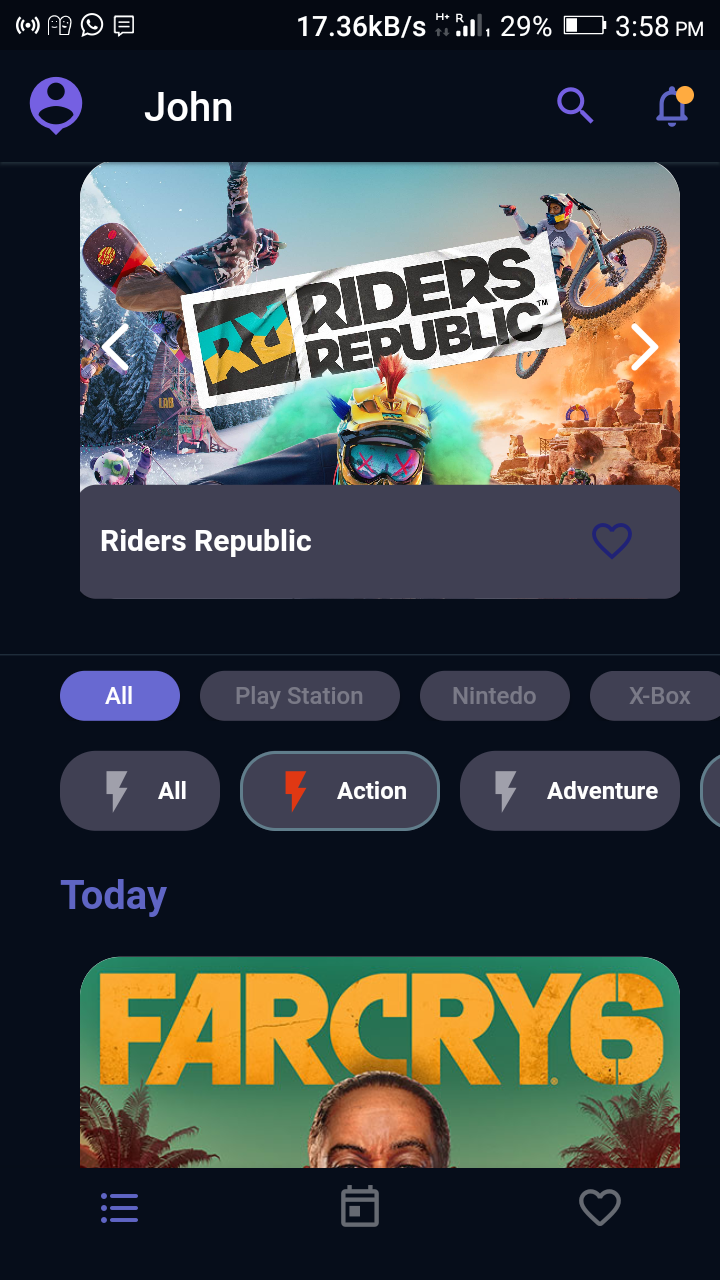 17.36kB/s H+ R 1 29% 3:58 PM
John
RIDERS
REPUBLIC™
LAB
Riders Republic
All Play Station Nintedo X-Box
All Action Adventure
Today
FARCRY6